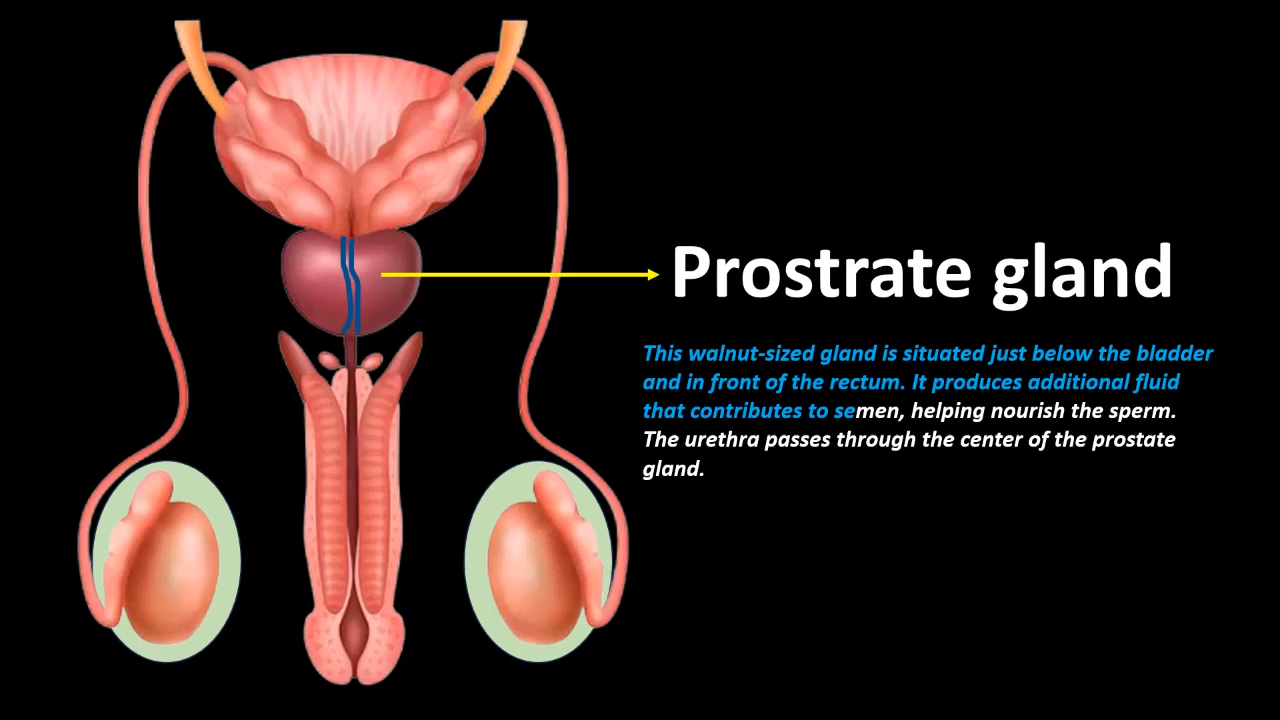 Prostrate gland
This walnut-sized gland is situated just below the bladder
and in front of the rectum. It produces additional fluid
that contributes to semen, helping nourish the sperm.
The urethra passes through the center of the prostate
gland.